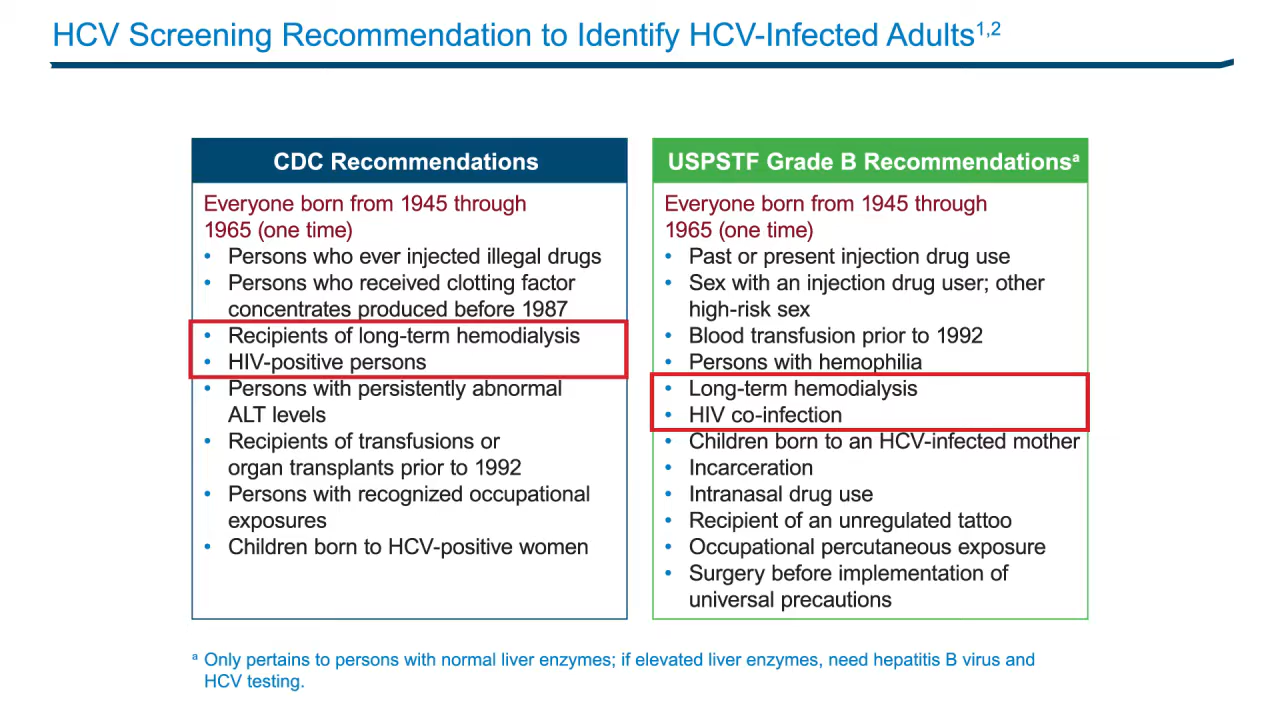 HCV Screening Recommendation to Identify HCV-Infected Adults1,2
CDC Recommendations
Everyone born from 1945 through
1965 (one time)
• Persons who ever injected illegal drugs
• Persons who received clotting factor
concentrates produced before 1987
• Recipients of long-term hemodialysis
• HIV-positive persons
• Persons with persistently abnormal
ALT levels
• Recipients of transfusions or
organ transplants prior to 1992
• Persons with recognized occupational
exposures
• Children born to HCV-positive women
USPSTF Grade B Recommendationsa
Everyone born from 1945 through
1965 (one time)
• Past or present injection drug use
• Sex with an injection drug user; other
high-risk sex
• Blood transfusion prior to 1992
• Persons with hemophilia
• Long-term hemodialysis
• HIV co-infection
• Children born to an HCV-infected mother
• Incarceration
• Intranasal drug use
• Recipient of an unregulated tattoo
• Occupational percutaneous exposure
• Surgery before implementation of
universal precautions
a Only pertains to persons with normal liver enzymes; if elevated liver enzymes, need hepatitis B virus and
HCV testing.